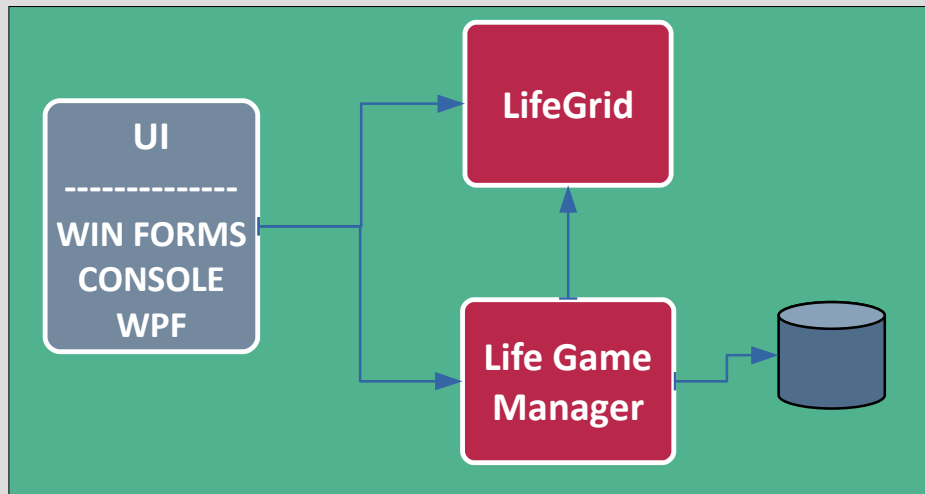 UI
--------------
WIN FORMS
CONSOLE
WPF
LifeGrid
Life Game
Manager